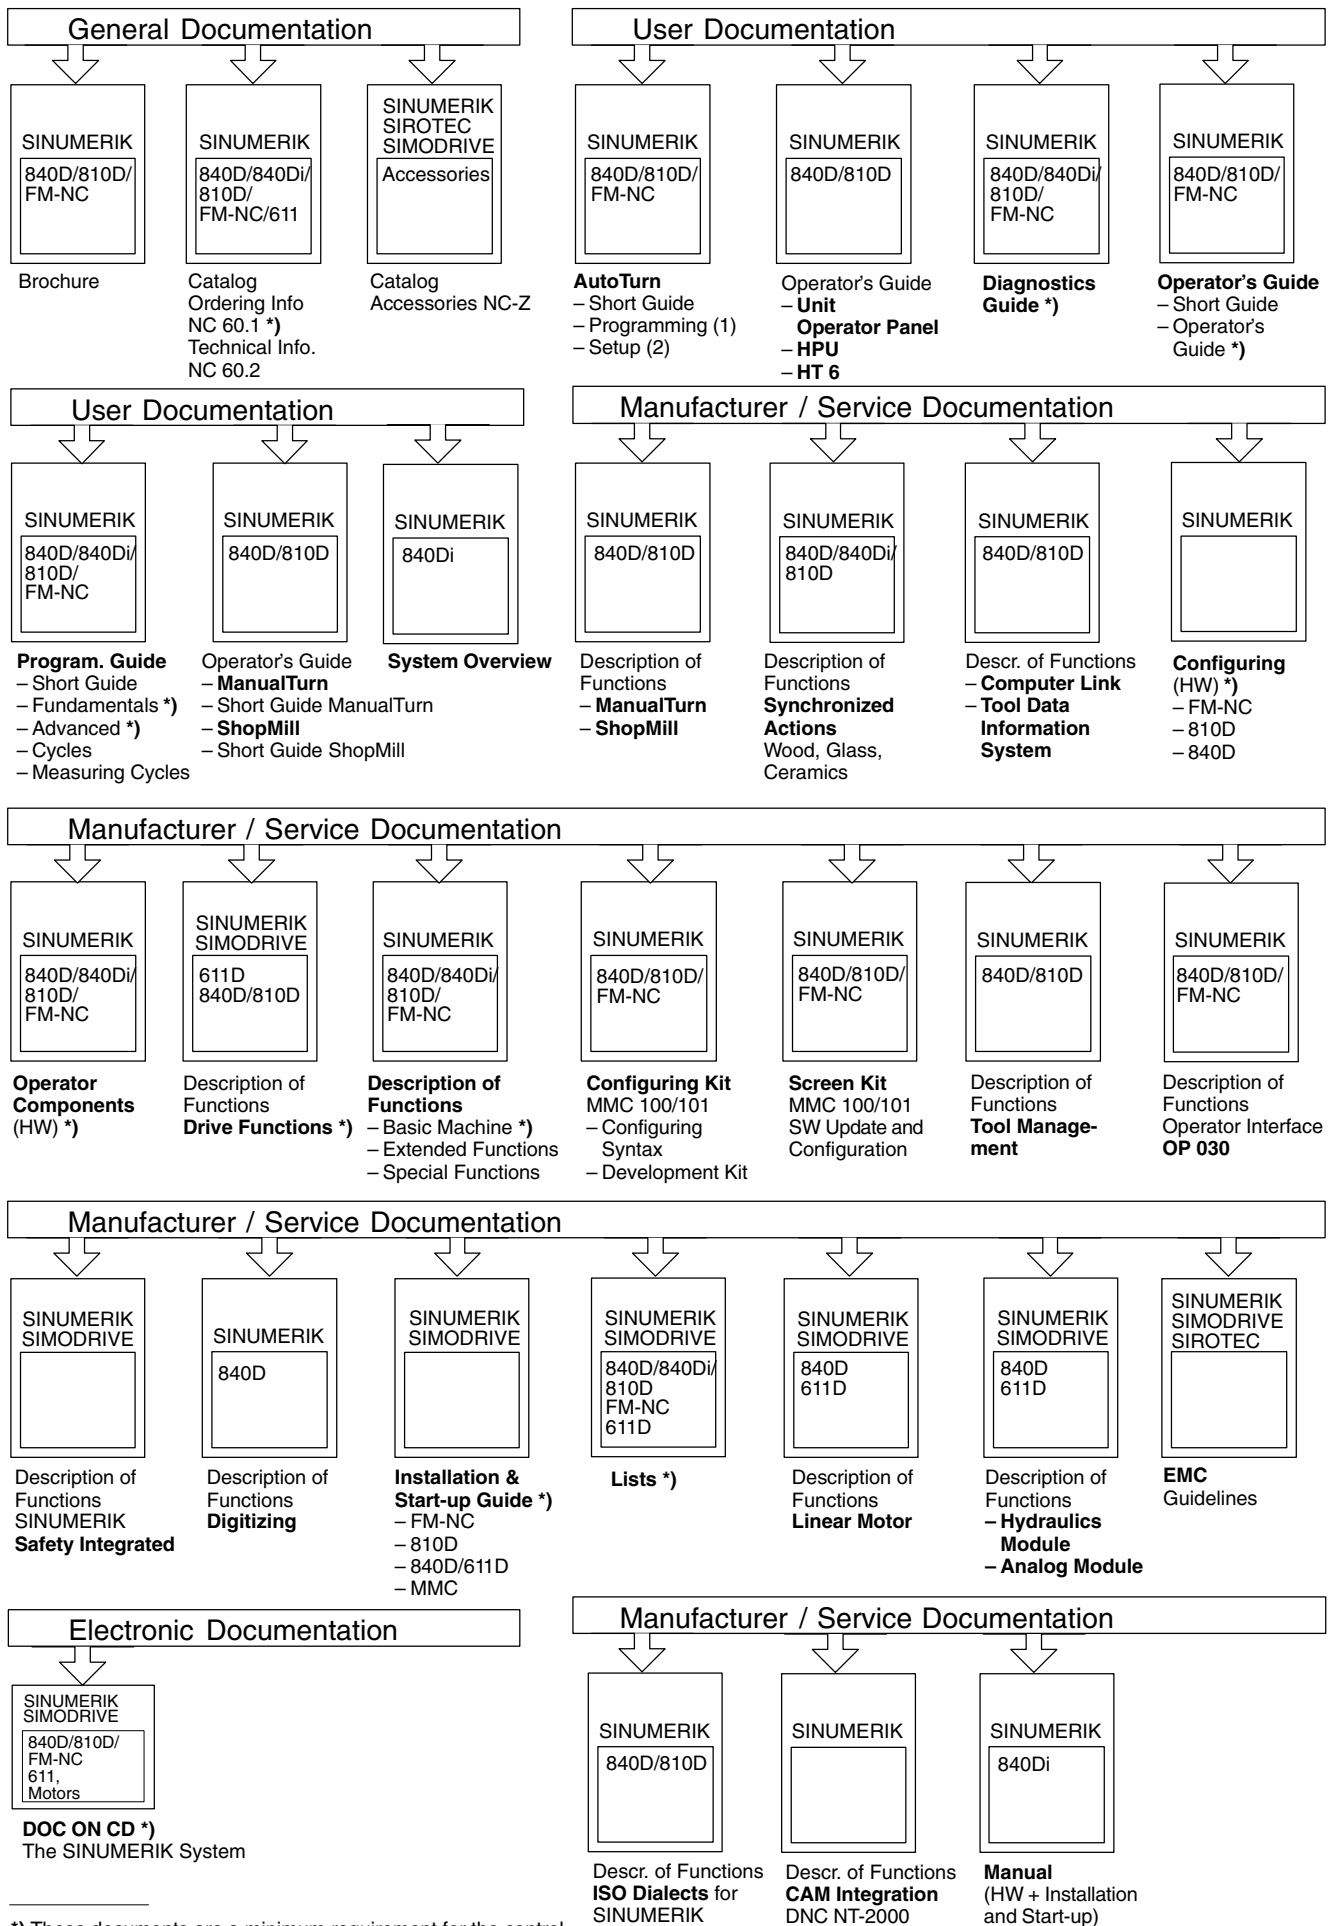 General Documentation
SINUMERIK
840D/810D/
FM-NC
Brochure
SINUMERIK
840D/840Di/
810D/
FM-NC/611
Catalog
Ordering Info
NC 60.1 *)
Technical Info.
NC 60.2
SINUMERIK
SIROTEC
SIMODRIVE
Accessories
Catalog
Accessories NC-Z
User Documentation
SINUMERIK
840D/810D/
FM-NC
AutoTurn
– Short Guide
– Programming (1)
– Setup (2)
SINUMERIK
840D/810D
Operator's Guide
– Unit
Operator Panel
– HPU
– HT 6
SINUMERIK
840D/840Di/
810D/
FM-NC
Diagnostics
Guide *)
SINUMERIK
840D/810D/
FM-NC
Operator's Guide
– Short Guide
– Operator's
Guide *)
User Documentation
SINUMERIK
840D/840Di/
810D/
FM-NC
Program. Guide
– Short Guide
– Fundamentals *)
– Advanced *)
– Cycles
– Measuring Cycles
SINUMERIK
840D/810D
Operator's Guide
– ManualTurn
– Short Guide ManualTurn
– ShopMill
– Short Guide ShopMill
SINUMERIK
840Di
System Overview
Manufacturer / Service Documentation
SINUMERIK
840D/810D
Description of
Functions
– ManualTurn
– ShopMill
SINUMERIK
840D/840Di/
810D
Description of
Functions
Synchronized
Actions
Wood, Glass,
Ceramics
SINUMERIK
840D/810D
Descr. of Functions
– Computer Link
– Tool Data
Information
System
SINUMERIK
Configuring
(HW) *)
– FM-NC
– 810D
– 840D
Manufacturer / Service Documentation
SINUMERIK
840D/840Di/
810D/
FM-NC
Operator
Components
(HW) *)
SINUMERIK
SIMODRIVE
611D
840D/810D
Description of
Functions
Drive Functions *)
SINUMERIK
840D/840Di/
810D/
FM-NC
Description of
Functions
– Basic Machine *)
– Extended Functions
– Special Functions
SINUMERIK
840D/810D/
FM-NC
Configuring Kit
MMC 100/101
– Configuring
Syntax
– Development Kit
SINUMERIK
840D/810D/
FM-NC
Screen Kit
MMC 100/101
SW Update and
Configuration
SINUMERIK
840D/810D
Description of
Functions
Tool Manage-
ment
SINUMERIK
840D/810D/
FM-NC
Description of
Functions
Operator Interface
OP 030
Manufacturer / Service Documentation
SINUMERIK
SIMODRIVE
Description of
Functions
SINUMERIK
Safety Integrated
SINUMERIK
840D
Description of
Functions
Digitizing
SINUMERIK
SIMODRIVE
Installation &
Start-up Guide *)
– FM-NC
– 810D
– 840D/611D
– MMC
SINUMERIK
SIMODRIVE
840D/840Di/
810D
FM-NC
611D
Lists *)
SINUMERIK
SIMODRIVE
840D
611D
Description of
Functions
Linear Motor
SINUMERIK
SIMODRIVE
840D
611D
Description of
Functions
– Hydraulics
Module
– Analog Module
SINUMERIK
SIMODRIVE
SIROTEC
EMC
Guidelines
Electronic Documentation
SINUMERIK
SIMODRIVE
840D/810D/
FM-NC
611,
Motors
DOC ON CD *)
The SINUMERIK System
Manufacturer / Service Documentation
SINUMERIK
840D/810D
Descr. of Functions
ISO Dialects for
SINUMERIK
SINUMERIK
Descr. of Functions
CAM Integration
DNC NT-2000
SINUMERIK
840Di
Manual
(HW + Installation
and Start-up)
*) These documents are a minimum requirement for the control